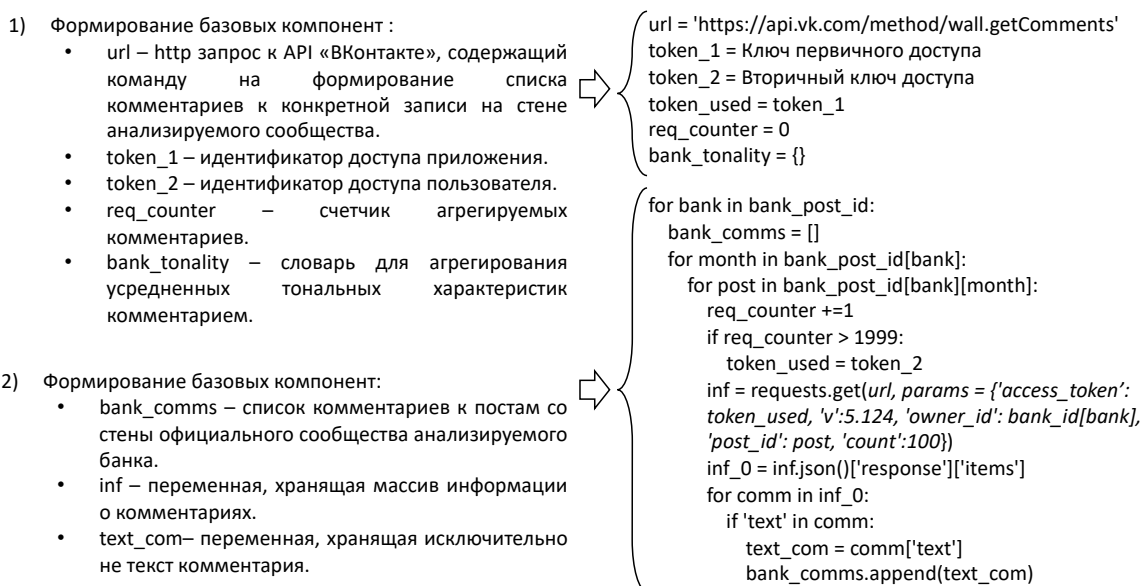 1) Формирование базовых компонент :
• url – http запрос к API «ВКонтакте», содержащий
команду на формирование списка
комментариев к конкретной записи на стене
анализируемого сообщества.
• token_1 – идентификатор доступа приложения.
• token_2 – идентификатор доступа пользователя.
• req_counter – счетчик агрегируемых
комментариев.
• bank_tonality – словарь для агрегирования
усредненных тональных характеристик
комментарием.
url = 'https://api.vk.com/method/wall.getComments'
token_1 = Ключ первичного доступа
token_2 = Вторичный ключ доступа
token_used = token_1
req_counter = 0
bank_tonality = {}
2) Формирование базовых компонент:
• bank_comms – список комментариев к постам со
стены официального сообщества анализируемого
банка.
• inf – переменная, хранящая массив информации
о комментариях.
• text_com– переменная, хранящая исключительно
не текст комментария.
for bank in bank_post_id:
bank_comms = []
for month in bank_post_id[bank]:
for post in bank_post_id[bank][month]:
req_counter +=1
if req_counter > 1999:
token_used = token_2
inf = requests.get(url, params = {'access_token’:
token_used, 'v':5.124, 'owner_id': bank_id[bank],
'post_id': post, 'count':100})
inf_0 = inf.json()['response']['items']
for comm in inf_0:
if 'text' in comm:
text_com = comm['text']
bank_comms.append(text_com)